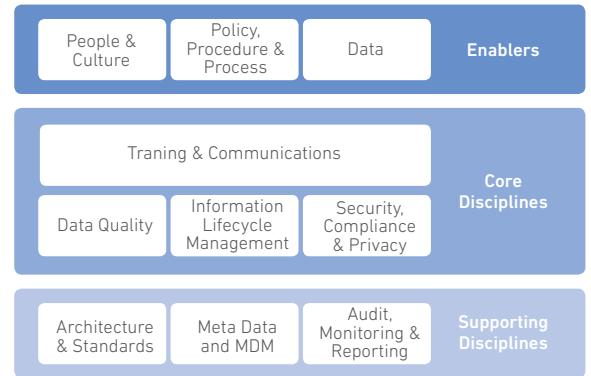 People &
Culture
Policy,
Procedure &
Process
Data
Enablers
Traning & Communications
Data Quality
Information
Lifecycle
Management
Security,
Compliance
& Privacy
Core
Disciplines
Architecture
& Standards
Meta Data
and MDM
Audit,
Monitoring &
Reporting
Supporting
Disciplines